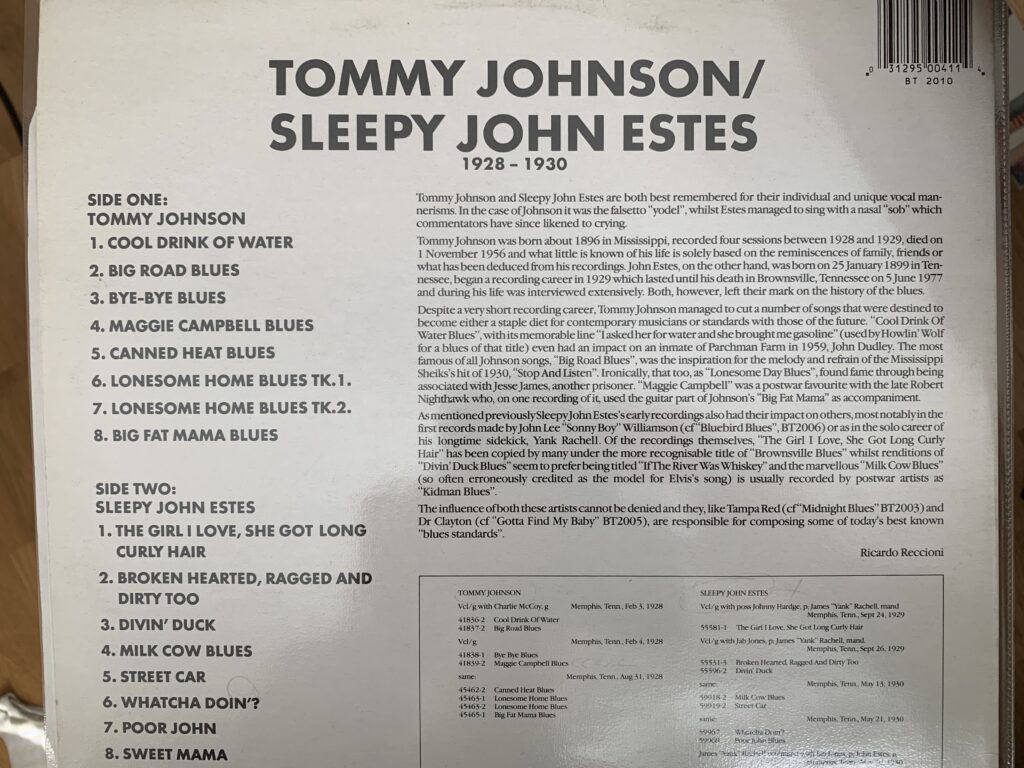 0 31295 00411 4
BT 2010
TOMMY JOHNSON/
SLEEPY JOHN ESTES
1928 – 1930
SIDE ONE:
TOMMY JOHNSON
1. COOL DRINK OF WATER
2. BIG ROAD BLUES
3. BYE-BYE BLUES
4. MAGGIE CAMPBELL BLUES
5. CANNED HEAT BLUES
6. LONESOME HOME BLUES TK.1.
7. LONESOME HOME BLUES TK.2.
8. BIG FAT MAMA BLUES
SIDE TWO:
SLEEPY JOHN ESTES
1. THE GIRL I LOVE, SHE GOT LONG
CURLY HAIR
2. BROKEN HEARTED, RAGGED AND
DIRTY TOO
3. DIVIN' DUCK
4. MILK COW BLUES
5. STREET CAR
6. WHATCHA DOIN'?
7. POOR JOHN
8. SWEET MAMA
Tommy Johnson and Sleepy John Estes are both best remembered for their individual and unique vocal man-
nerisms. In the case of Johnson it was the falsetto "yodel", whilst Estes managed to sing with a nasal "sob" which
commentators have since likened to crying.
Tommy Johnson was born about 1896 in Mississippi, recorded four sessions between 1928 and 1929, died on
1 November 1956 and what little is known of his life is solely based on the reminiscences of family, friends or
what has been deduced from his recordings. John Estes, on the other hand, was born on 25 January 1899 in Ten-
nessee, began a recording career in 1929 which lasted until his death in Brownsville, Tennessee on 5 June 1977
and during his life was interviewed extensively. Both, however, left their mark on the history of the blues.
Despite a very short recording career, Tommy Johnson managed to cut a number of songs that were destined to
become either a staple diet for contemporary musicians or standards with those of the future. "Cool Drink Of
Water Blues", with its memorable line "I asked her for water and she brought me gasoline" (used by Howlin' Wolf
for a blues of that title) even had an impact on an inmate of Parchman Farm in 1959, John Dudley. The most
famous of all Johnson songs, "Big Road Blues", was the inspiration for the melody and refrain of the Mississippi
Sheiks's hit of 1930, "Stop And Listen". Ironically, that too, as "Lonesome Day Blues", found fame through being
associated with Jesse James, another prisoner. "Maggie Campbell" was a postwar favourite with the late Robert
Nighthawk who, on one recording of it, used the guitar part of Johnson's "Big Fat Mama" as accompaniment.
As mentioned previously Sleepy John Estes's early recordings also had their impact on others, most notably in the
first records made by John Lee "Sonny Boy" Williamson (cf "Bluebird Blues", BT2006) or as in the solo career of
his longtime sidekick, Yank Rachell. Of the recordings themselves, "The Girl I Love, She Got Long Curly
Hair" has been copied by many under the more recognisable title of "Brownsville Blues" whilst renditions of
"Divin' Duck Blues" seem to prefer being titled "If The River Was Whiskey" and the marvellous "Milk Cow Blues"
(so often erroneously credited as the model for Elvis's song) is usually recorded by postwar artists as
"Kidman Blues".
The influence of both these artists cannot be denied and they, like Tampa Red (cf "Midnight Blues" BT2003) and
Dr Clayton (cf "Gotta Find My Baby" BT2005), are responsible for composing some of today's best known
"blues standards".
Ricardo Reccioni
TOMMY JOHNSON
Vcl/g with Charlie McCoy, g Memphis, Tenn., Feb 3, 1928
41836-2 Cool Drink Of Water
41837-2 Big Road Blues
Vcl/g Memphis, Tenn., Feb 4, 1928
41838-1 Bye Bye Blues
41839-2 Maggie Campbell Blues
same: Memphis, Tenn., Aug 31, 1928
45462-2 Canned Heat Blues
45463-1 Lonesome Home Blues
45463-2 Lonesome Home Blues
45465-1 Big Fat Mama Blues
SLEEPY JOHN ESTES
Vcl/g with poss Johnny Hardge, p; James "Yank" Rachell, mand
Memphis, Tenn., Sept 24, 1929
55581-1 The Girl I Love, She Got Long Curly Hair
Vcl/g with Jab Jones, p; James "Yank" Rachell, mand.
Memphis, Tenn., Sept 26, 1929
Broken Hearted, Ragged And Dirty Too
55596-2 Divin' Duck
same: Memphis, Tenn., May 13, 1930
59918-2 Milk Cow Blues
59919-2 Street Car
same: Memphis, Tenn., May 21, 1930
59967 Whatcha Doin'?
Poor John Blues
James "Yank" Rachell